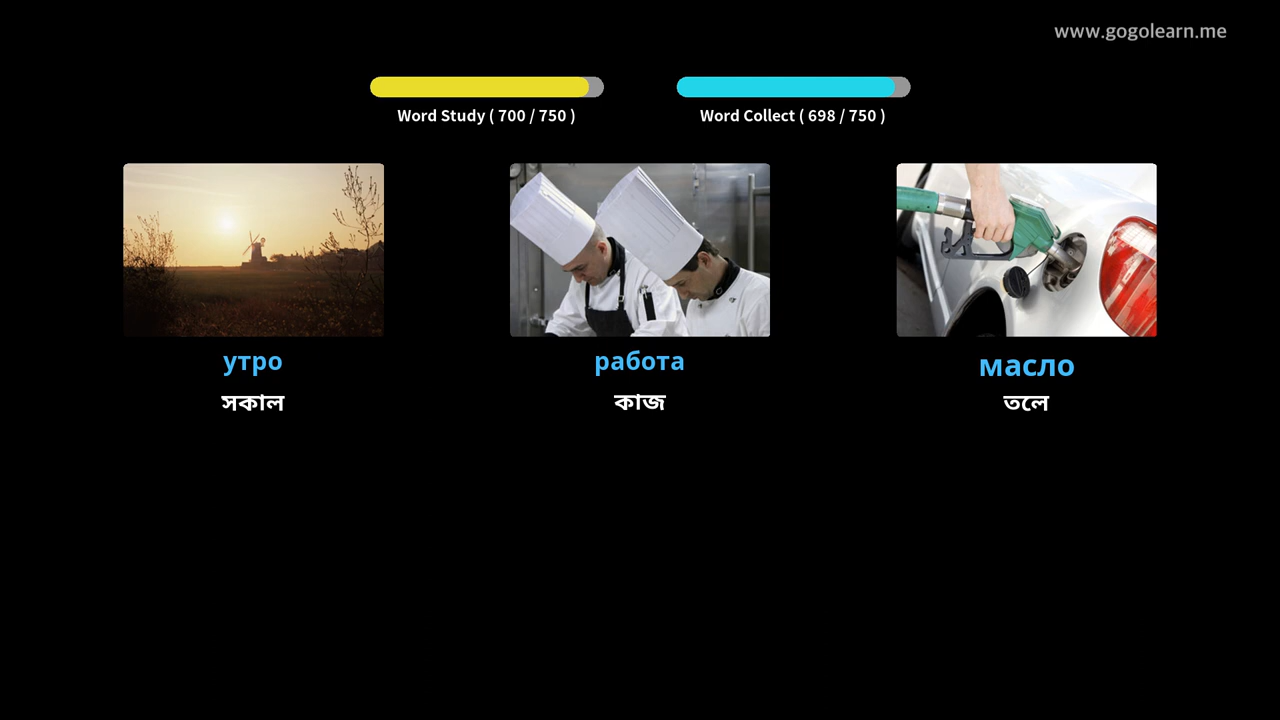 www.gogolearn.me
Word Study ( 700 / 750 )
Word Collect ( 698 / 750 )
утро
работа
масло
সকাল
কাজ
তলে